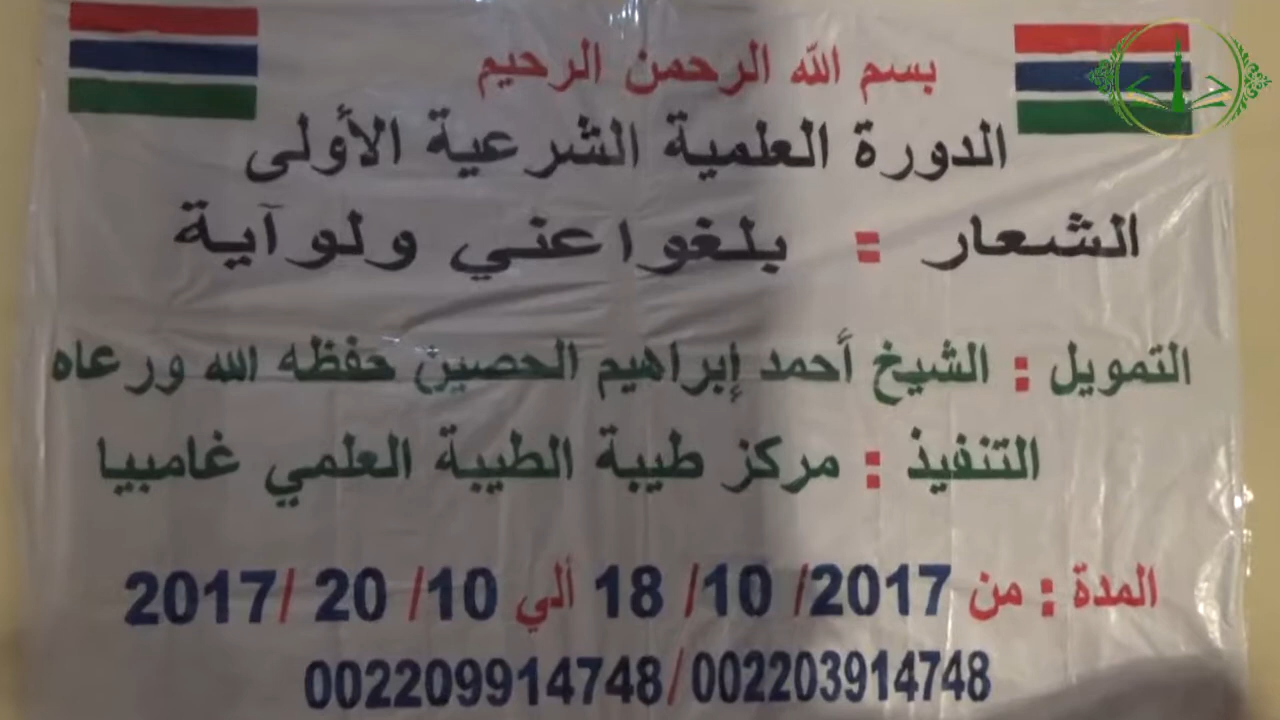 بسم الله الرحمن الرحيم
الدورة العلمية الشرعية الأولى
الشعار : بلغوا عني ولو آية
التمويل : الشيخ أحمد إبراهيم الحصين حفظه الله ورعاه
التنفيذ : مركز طيبة الطيبة العلمي غامبيا
المدة : من 18 /10 /2017 ألي 20 /10 /2017
002209914748/002203914748